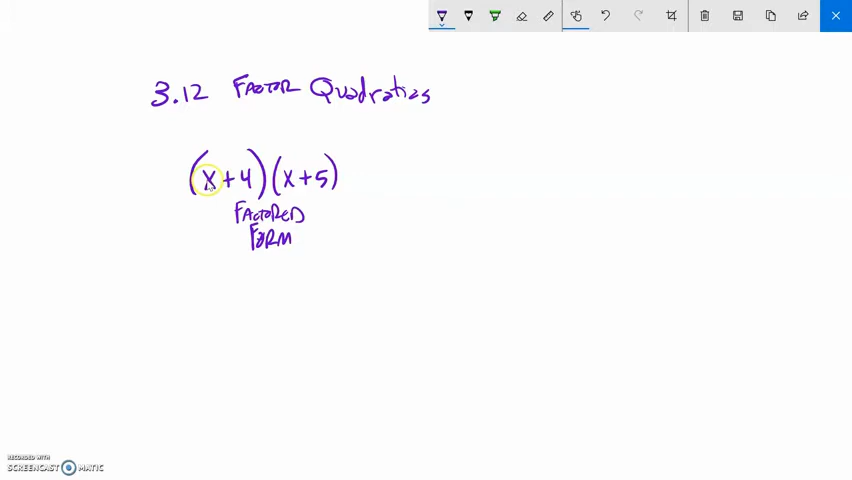 3.12 FACTOR Quadratics
(x+4)(x+5)
FACTORED
FORM
RECORDED WITH
SCREENCAST MATIC